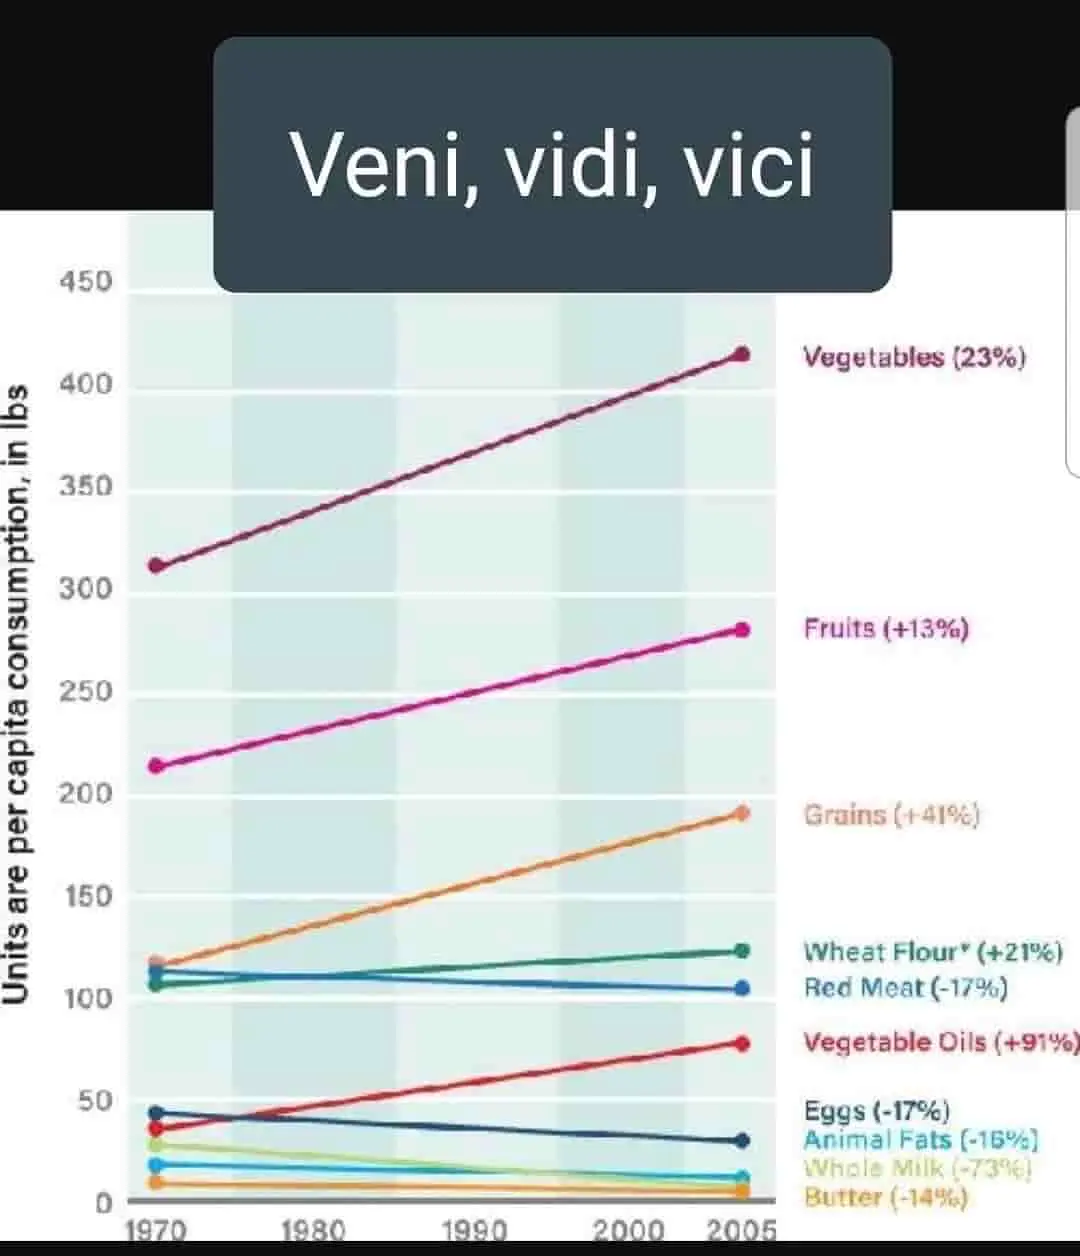 Veni, vidi, vici
Units are per capita consumption, in lbs
450
400
350
300
250
200
150
100
50
0
1970 1980 1990 2000 2005
Vegetables (23%)
Fruits (+13%)
Grains (+41%)
Wheat Flour* (+21%)
Red Meat (-17%)
Vegetable Oils (+91%)
Eggs (-17%)
Animal Fats (-16%)
Whole Milk (-73%)
Butter (-14%)